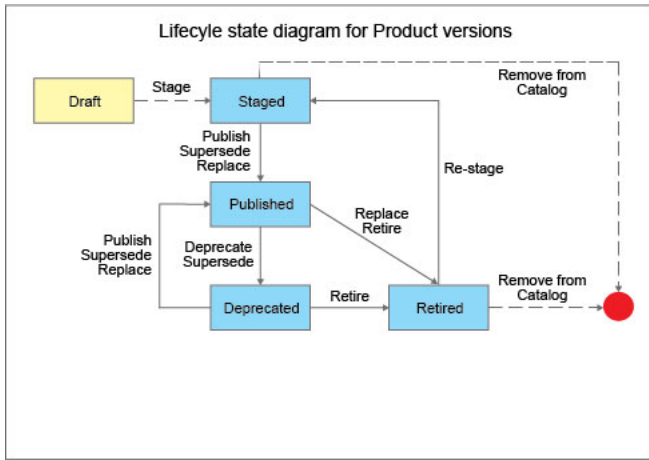 Lifecyle state diagram for Product versions
Draft
Stage
Staged
Remove from
Catalog
Publish
Supersede
Replace
Re-stage
Published
Replace
Retire
Publish
Supersede
Replace
Deprecate
Supersede
Deprecated
Retire
Retired
Remove from
Catalog